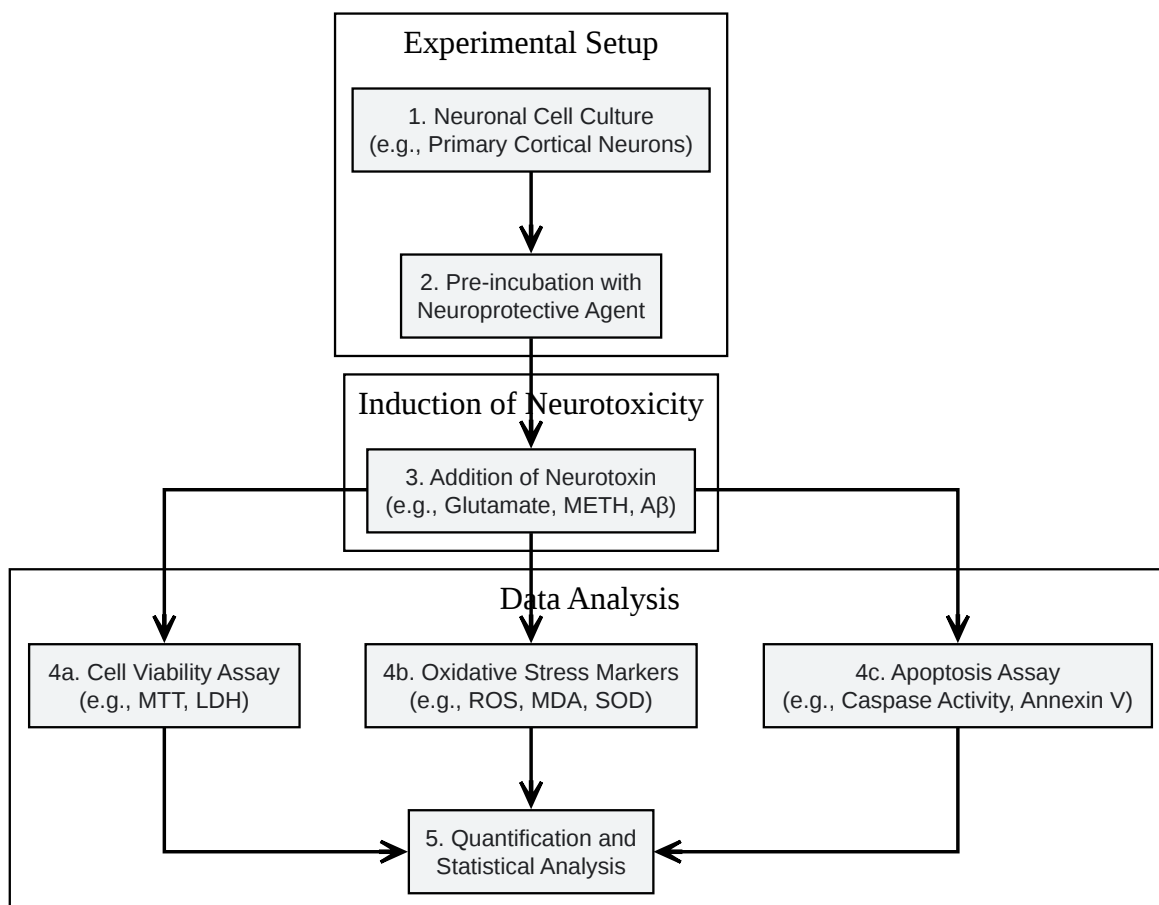 Experimental Setup
1. Neuronal Cell Culture
(e.g., Primary Cortical Neurons)
2. Pre-incubation with
Neuroprotective Agent
Induction of Neurotoxicity
3. Addition of Neurotoxin
(e.g., Glutamate, METH, Aβ)
Data Analysis
4a. Cell Viability Assay
(e.g., MTT, LDH)
4b. Oxidative Stress Markers
(e.g., ROS, MDA, SOD)
4c. Apoptosis Assay
(e.g., Caspase Activity, Annexin V)
5. Quantification and
Statistical Analysis